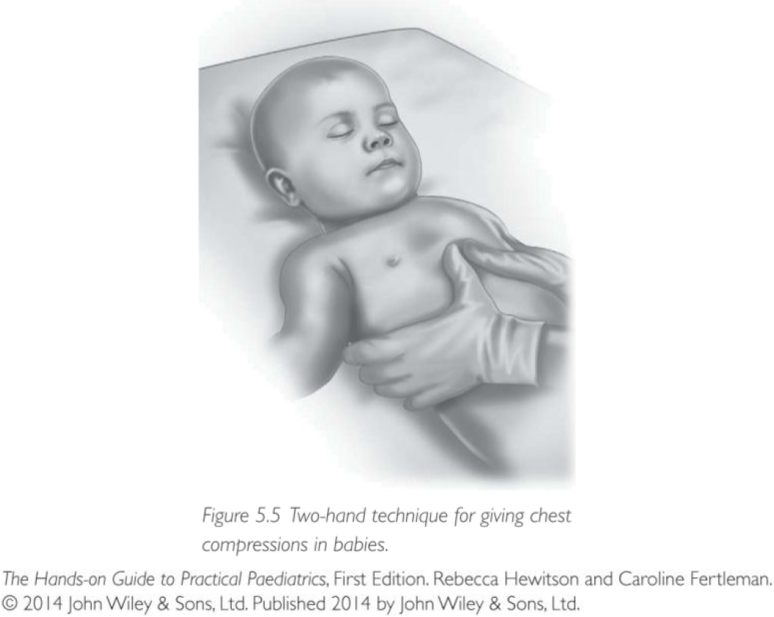 Figure 5.5 Two-hand technique for giving chest
compressions in babies.
The Hands-on Guide to Practical Paediatrics, First Edition. Rebecca Hewitson and Caroline Fertleman.
© 2014 John Wiley & Sons, Ltd. Published 2014 by John Wiley & Sons, Ltd.